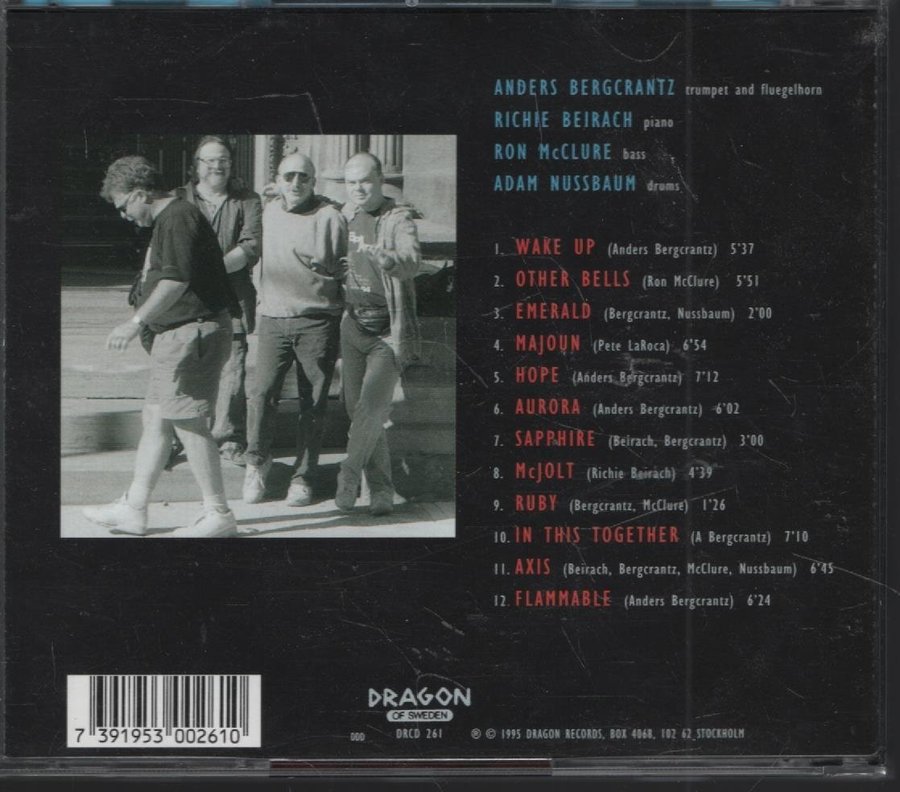 ANDERS BERGCRANTZ trumpet and fluegelhorn
RICHIE BEIRACH piano
RON McCLURE bass
ADAM NUSSBAUM drums
1. WAKE UP (Anders Bergcrantz) 5'37
2. OTHER BELLS (Ron McClure) 5'51
3. EMERALD (Bergcrantz, Nussbaum) 2'00
4. MAJOUN (Pete LaRoca) 6'54
5. HOPE (Anders Bergcrantz) 7'12
6. AURORA (Anders Bergcrantz) 6'02
7. SAPPHIRE (Beirach, Bergcrantz) 3'00
8. McJOLT (Richie Beirach) 4'39
9. RUBY (Bergcrantz, McClure) 1'26
10. IN THIS TOGETHER (A Bergcrantz) 7'10
11. AXIS (Beirach, Bergcrantz, McClure, Nussbaum) 6'45
12. FLAMMABLE (Anders Bergcrantz) 6'24
7 391953 002610
DRAGON
OF SWEDEN
DDD DRCD 261 ℗ © 1995 DRAGON RECORDS, BOX 4068, 102 62 STOCKHOLM